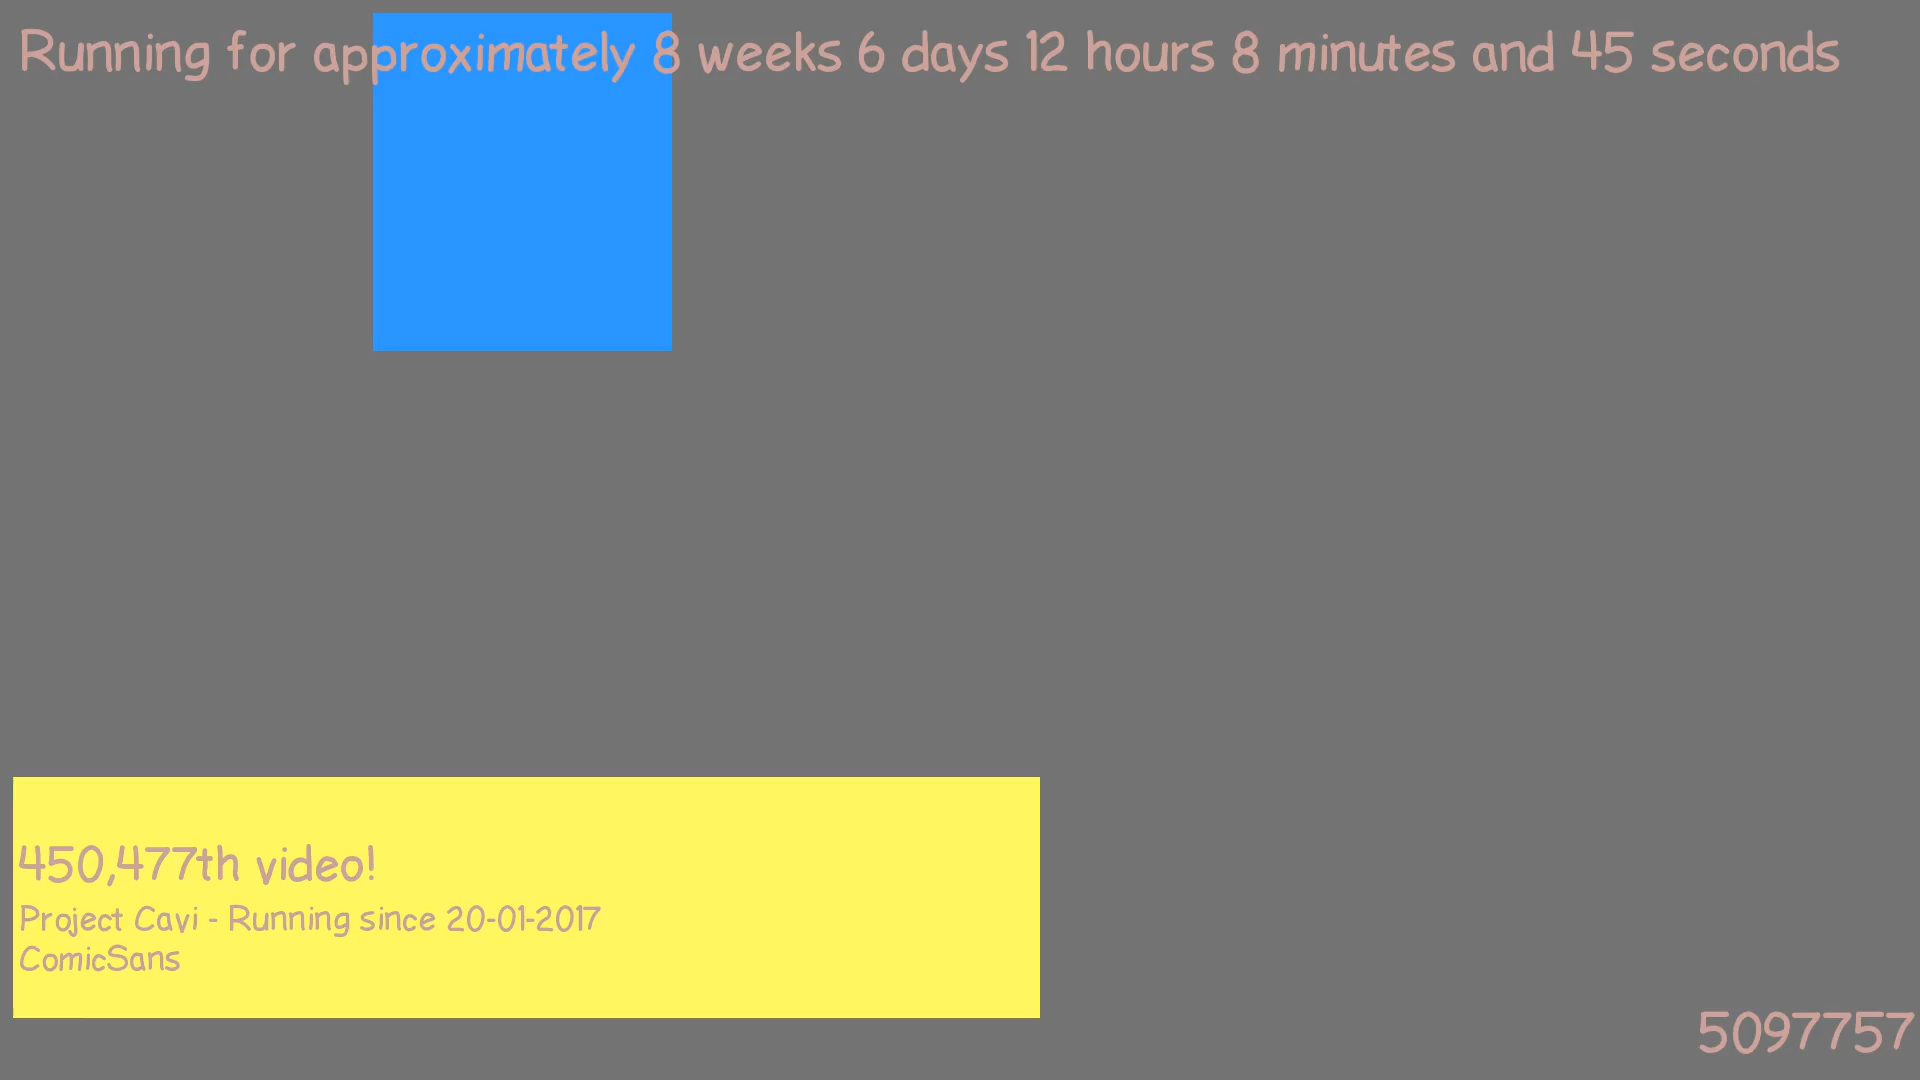 Running for approximately 8 weeks 6 days 12 hours 8 minutes and 45 seconds
450,477th video!
Project Cavi - Running since 20-01-2017
ComicSans
5097757